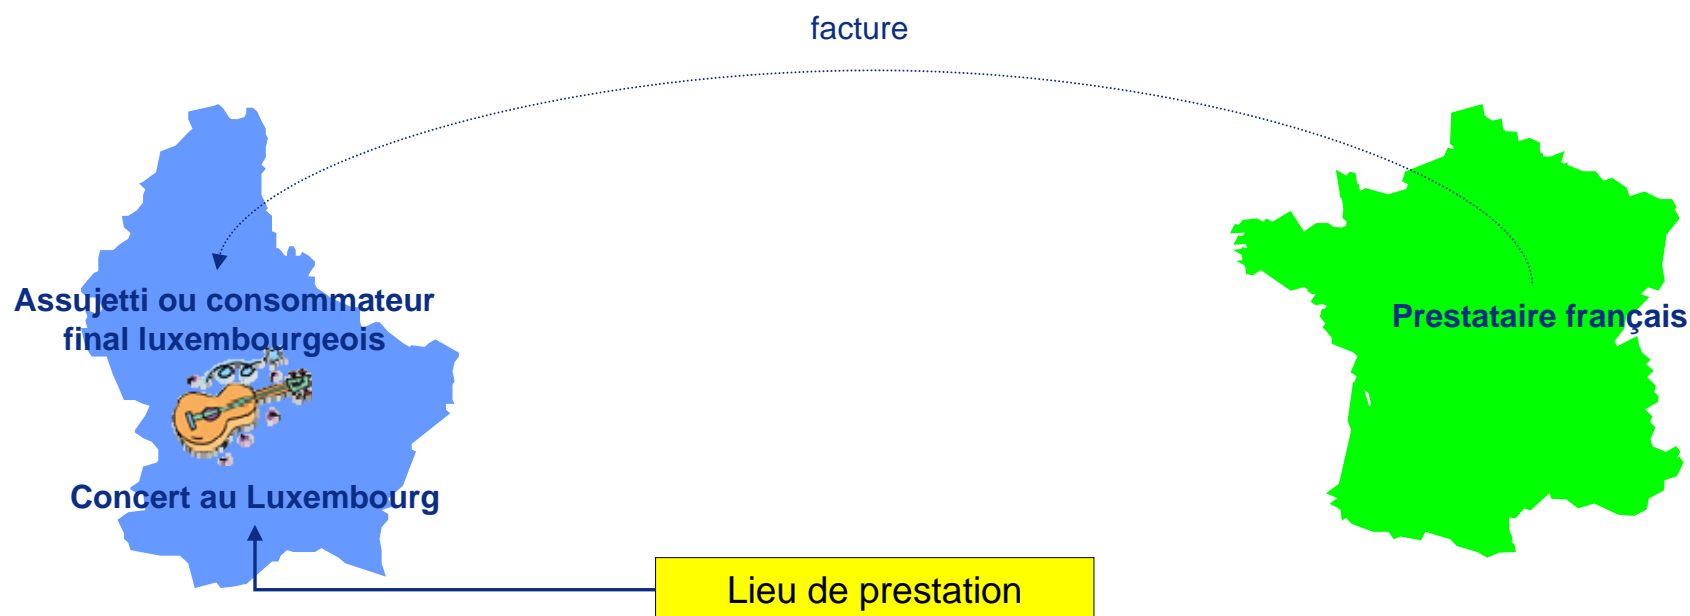 facture
Assujetti ou consommateur
final luxembourgeois
Prestataire français
Concert au Luxembourg
Lieu de prestation